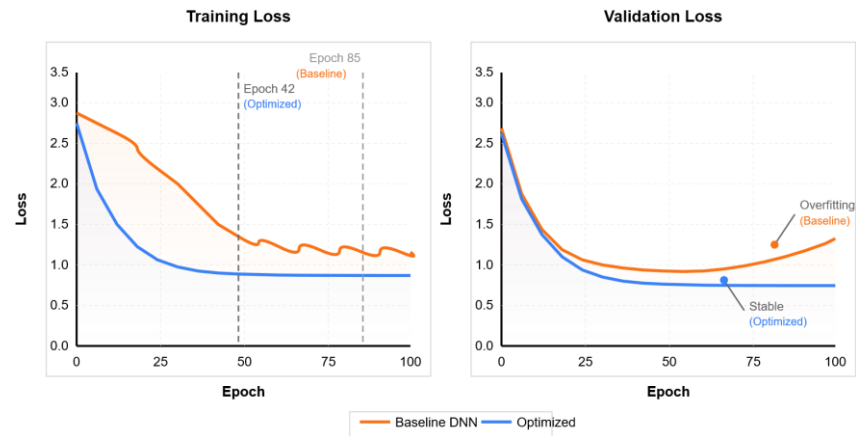 Training Loss
Validation Loss
Epoch 85
(Baseline)
Epoch 42
(Optimized)
3.5
3.0
2.5
2.0
1.5
1.0
0.5
0.0
Loss
0
25
50
75
100
Epoch
3.5
3.0
2.5
2.0
1.5
1.0
0.5
0.0
Loss
Overfitting
(Baseline)
Stable
(Optimized)
0
25
50
75
100
Epoch
Baseline DNN
Optimized